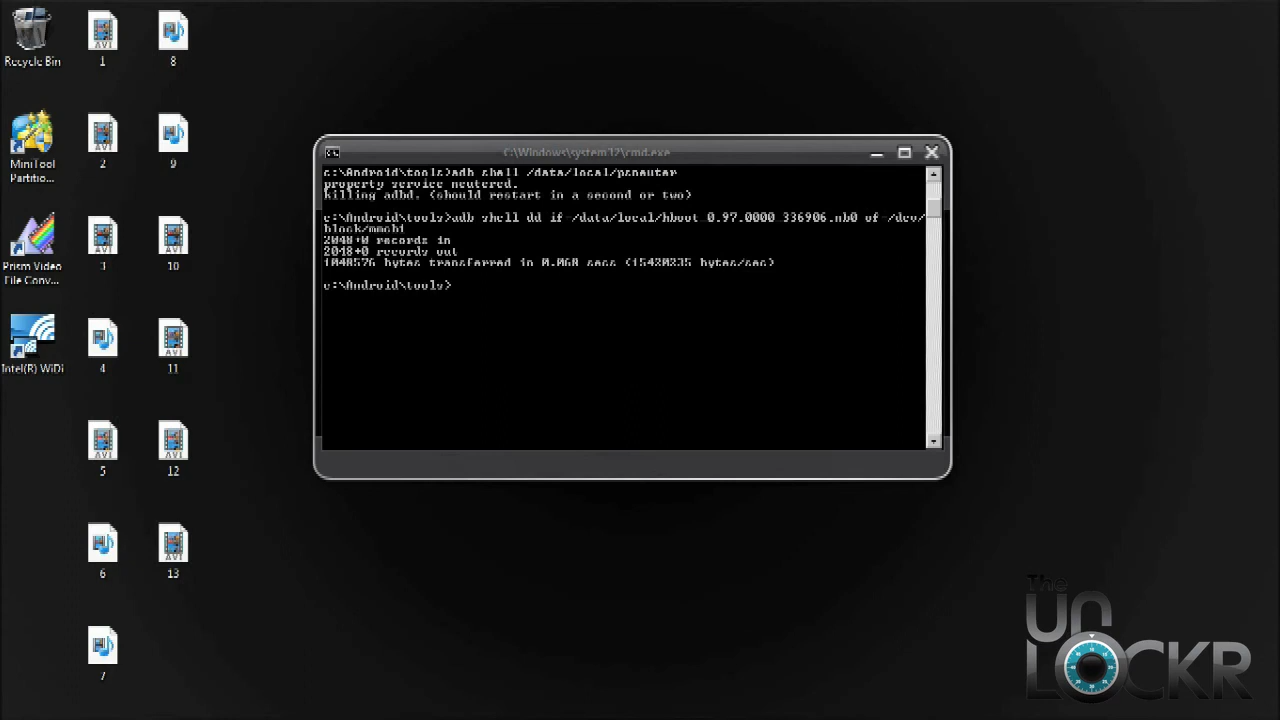 Recycle Bin
1
8
MiniTool
Partitio...
2
9
Prism Video
File Conv...
3
10
Intel(R) WiDi
4
11
5
12
6
13
7
C:\Windows\system32\cmd.exe
c:\Android\tools>adb shell /data/local/psneuter
property service neutered.
killing adbd. (should restart in a second or two)
c:\Android\tools>adb shell dd if=/data/local/hboot_0.97.0000_336906.nb0 of=/dev/
block/mmcb1
2048+0 records in
2048+0 records out
1048576 bytes transferred in 0.068 secs (15420235 bytes/sec)
c:\Android\tools>
The
UN
LOCKR